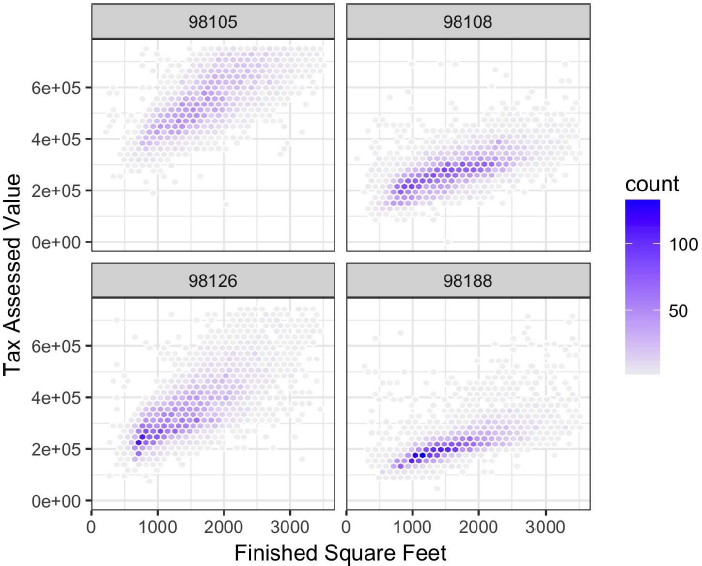 98105
98108
6e+05
4e+05
2e+05
0e+00
98126
98188
6e+05
4e+05
2e+05
0e+00
0
1000
2000
3000
0
1000
2000
3000
Finished Square Feet
Tax Assessed Value
count
100
50